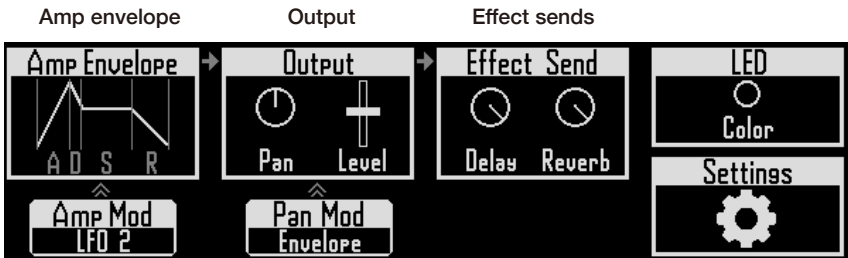 Amp envelope
Output
Effect sends
Amp Envelope
A D S R
Output
Pan
Level
Effect Send
Delay
Reverb
LED
Color
Amp Mod
LFO 2
Pan Mod
Envelope
Settings